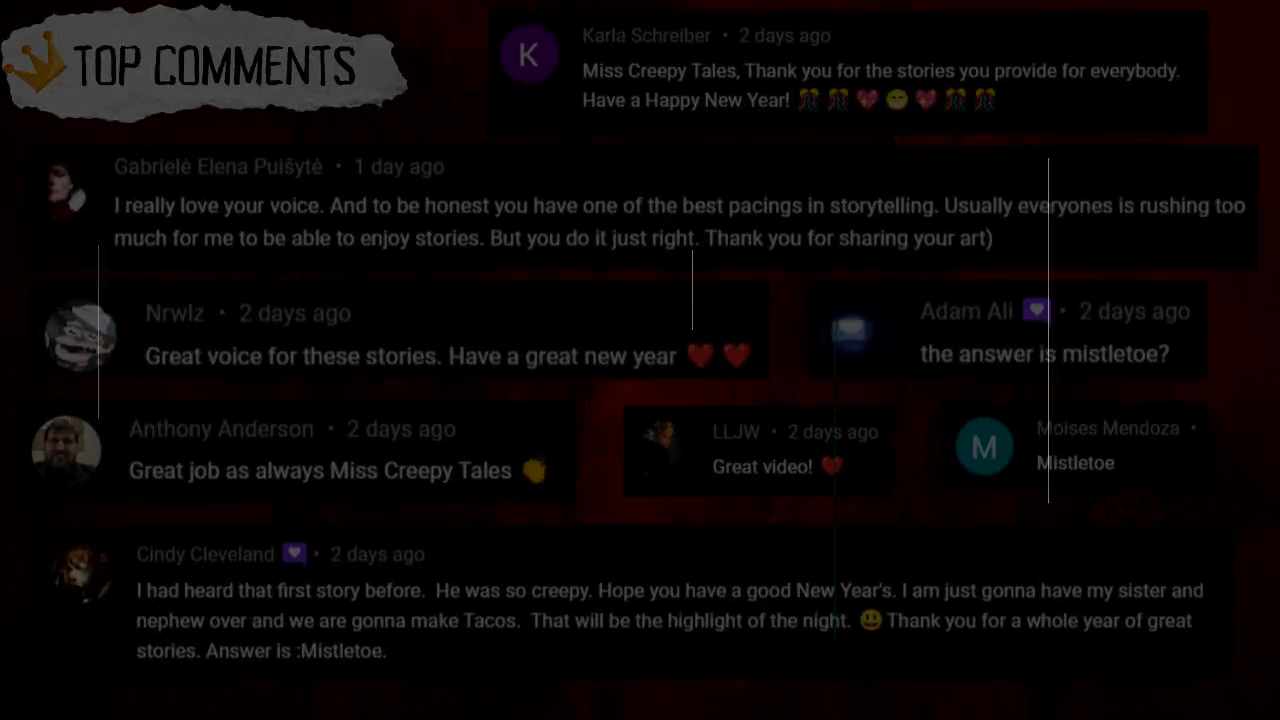 TOP COMMENTS
K
Karla Schreiber • 2 days ago
Miss Creepy Tales, Thank you for the stories you provide for everybody.
Have a Happy New Year! 🎊 🎊 💖 😁 💖 🎊 🎊
Gabrielė Elena Puišytė • 1 day ago
I really love your voice. And to be honest you have one of the best pacings in storytelling. Usually everyones is rushing too
much for me to be able to enjoy stories. But you do it just right. Thank you for sharing your art)
Nrwlz • 2 days ago
Great voice for these stories. Have a great new year ❤️ ❤️
Adam Ali • 2 days ago
the answer is mistletoe?
Anthony Anderson • 2 days ago
Great job as always Miss Creepy Tales 👏
LLJW • 2 days ago
Great video! ❤️
M
Moises Mendoza •
Mistletoe
Cindy Cleveland • 2 days ago
I had heard that first story before.  He was so creepy. Hope you have a good New Year's. I am just gonna have my sister and
nephew over and we are gonna make Tacos.  That will be the highlight of the night. 😃 Thank you for a whole year of great
stories. Answer is :Mistletoe.